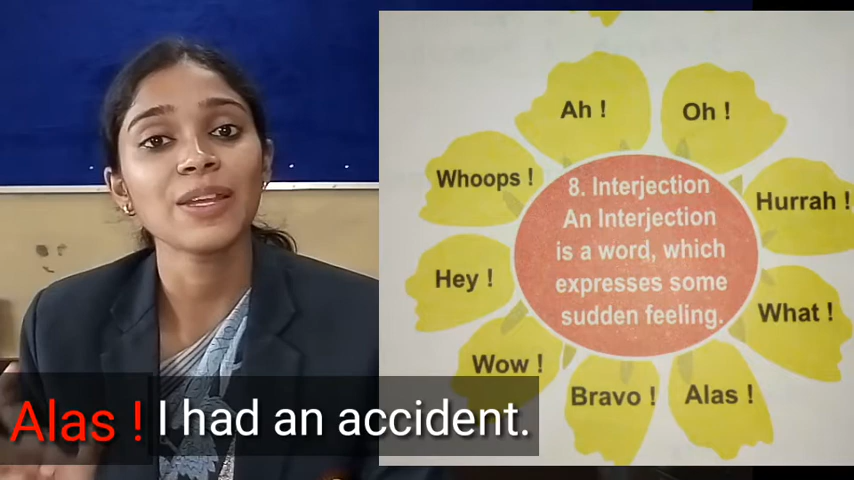 Ah !
Oh !
Whoops !
Hurrah !
Hey !
What !
Wow !
Bravo !
Alas !
8. Interjection
An Interjection
is a word, which
expresses some
sudden feeling.
Alas ! I had an accident.